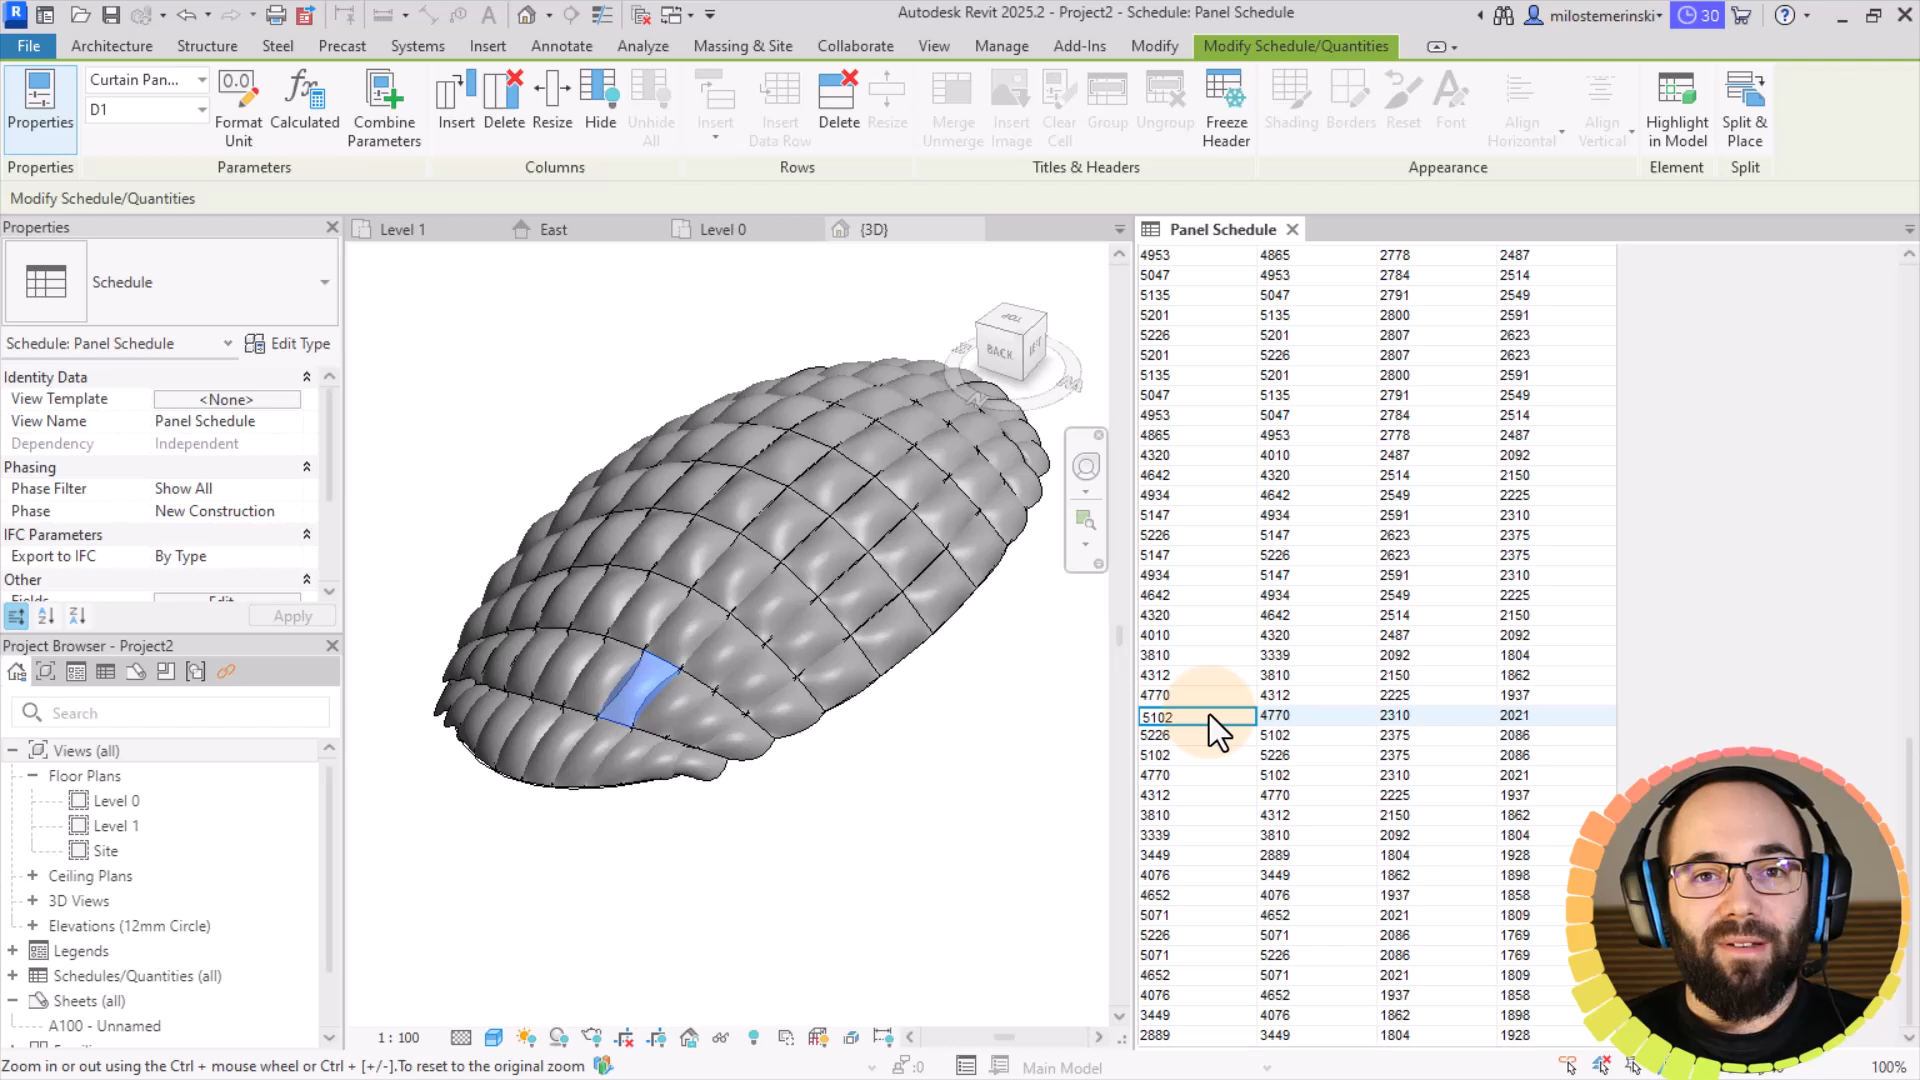 Autodesk Revit 2025.2 - Project2 - Schedule: Panel Schedule
milostemerinski
30
File Architecture Structure Steel Precast Systems Insert Annotate Analyze Massing & Site Collaborate View Manage Add-Ins Modify Modify Schedule/Quantities
Properties
Curtain Pan...
D1
Format Unit
Calculated
Combine Parameters
Insert Delete Resize Hide Unhide All
Insert
Insert Data Row
Delete Resize
Merge Unmerge
Insert Image
Clear Cell
Group Ungroup
Freeze Header
Shading Borders Reset Font
Align Horizontal
Align Vertical
Highlight in Model
Split & Place
Properties Parameters Columns Rows Titles & Headers Appearance Element Split
Modify Schedule/Quantities
Properties
Schedule
Schedule: Panel Schedule
Edit Type
Identity Data
View Template <None>
View Name Panel Schedule
Dependency Independent
Phasing
Phase Filter Show All
Phase New Construction
IFC Parameters
Export to IFC By Type
Other
Apply
Project Browser - Project2
Search
Views (all)
Floor Plans
Level 0
Level 1
Site
Ceiling Plans
3D Views
Elevations (12mm Circle)
Legends
Schedules/Quantities (all)
Sheets (all)
A100 - Unnamed
Level 1 East Level 0 {3D}
TOP
BACK
1 : 100
Panel Schedule
4953 4865 2778 2487
5047 4953 2784 2514
5135 5047 2791 2549
5201 5135 2800 2591
5226 5201 2807 2623
5201 5226 2807 2623
5135 5201 2800 2591
5047 5135 2791 2549
4953 5047 2784 2514
4865 4953 2778 2487
4320 4010 2487 2092
4642 4320 2514 2150
4934 4642 2549 2225
5147 4934 2591 2310
5226 5147 2623 2375
5147 5226 2623 2375
4934 5147 2591 2310
4642 4934 2549 2225
4320 4642 2514 2150
4010 4320 2487 2092
3810 3339 2092 1804
4312 3810 2150 1862
4770 4312 2225 1937
5102 4770 2310 2021
5226 5102 2375 2086
5102 5226 2375 2086
4770 5102 2310 2021
4312 4770 2225 1937
3810 4312 2150 1862
3339 3810 2092 1804
3449 2889 1804 1928
4076 3449 1862 1898
4652 4076 1937 1858
5071 4652 2021 1809
5226 5071 2086 1769
5071 5226 2086 1769
4652 5071 2021 1809
4076 4652 1937 1858
3449 4076 1862 1898
2889 3449 1804 1928
Zoom in or out using the Ctrl + mouse wheel or Ctrl + [+/-].To reset to the original zoom
:0
Main Model
100%